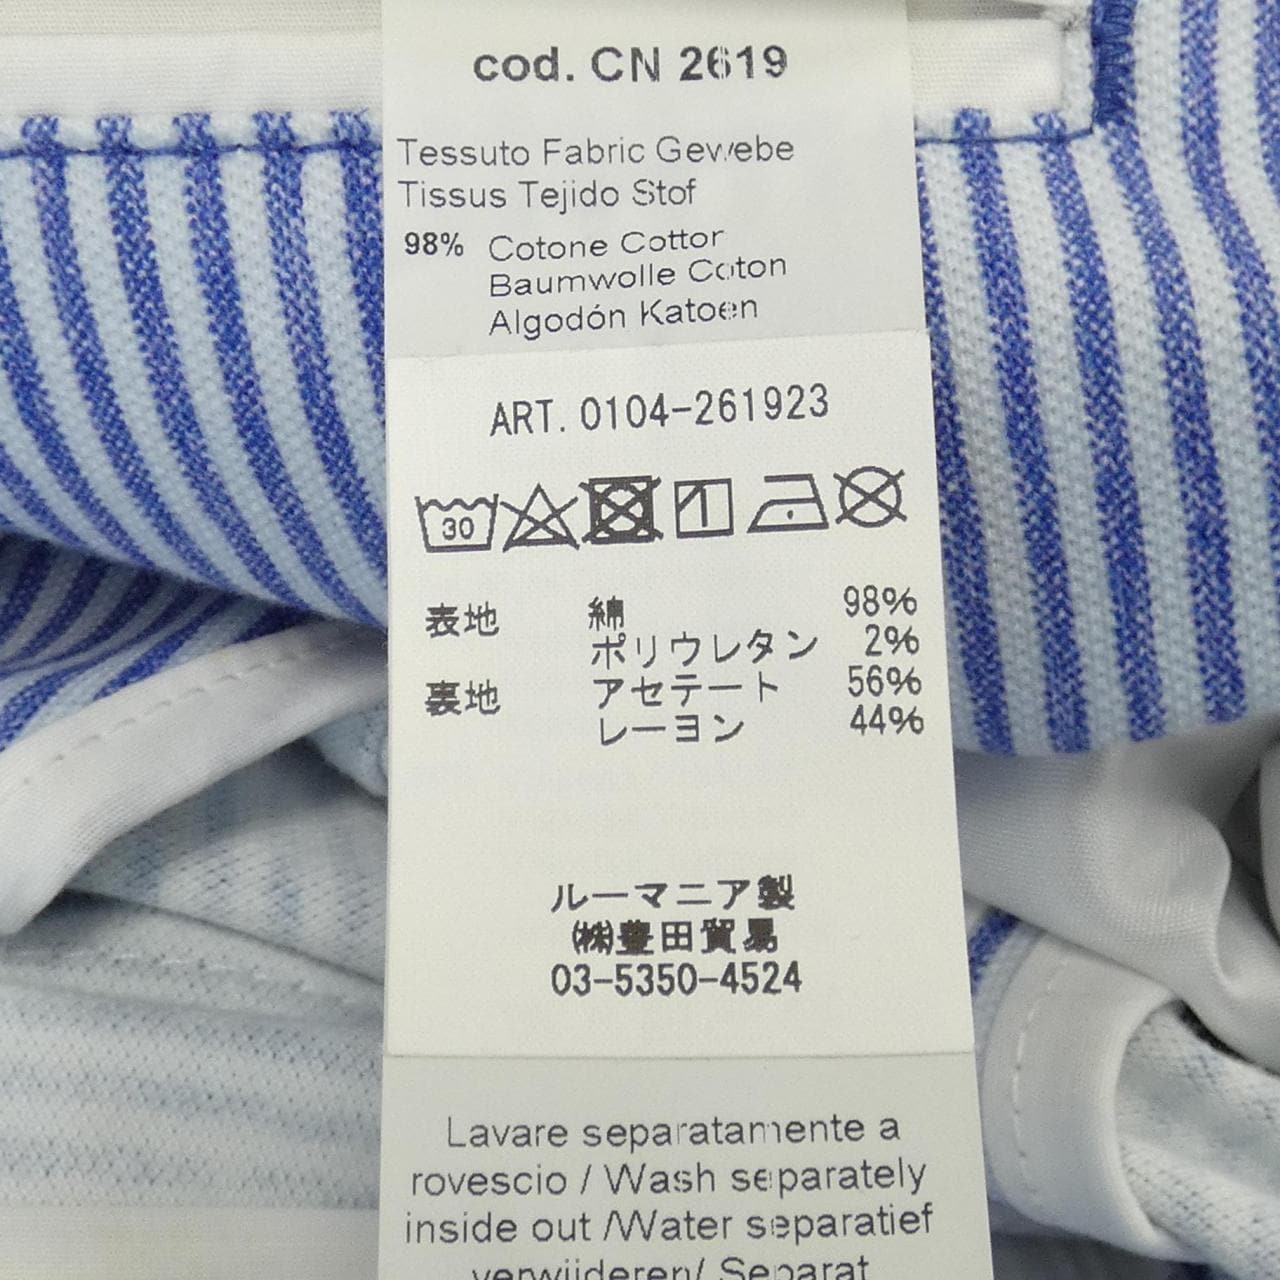 cod. CN 2619
Tessuto Fabric Gewebe
Tissus Tejido Stof
98% Cotone Cotton
Baumwolle Coton
Algodón Katoen
ART. 0104-261923
30
表地 綿 98%
ポリウレタン 2%
裏地 アセテート 56%
レーヨン 44%
ルーマニア製
㈱豊田貿易
03-5350-4524
Lavare separatamente a
rovescio / Wash separately
inside out /Water separatief
verwijderen/ Separat